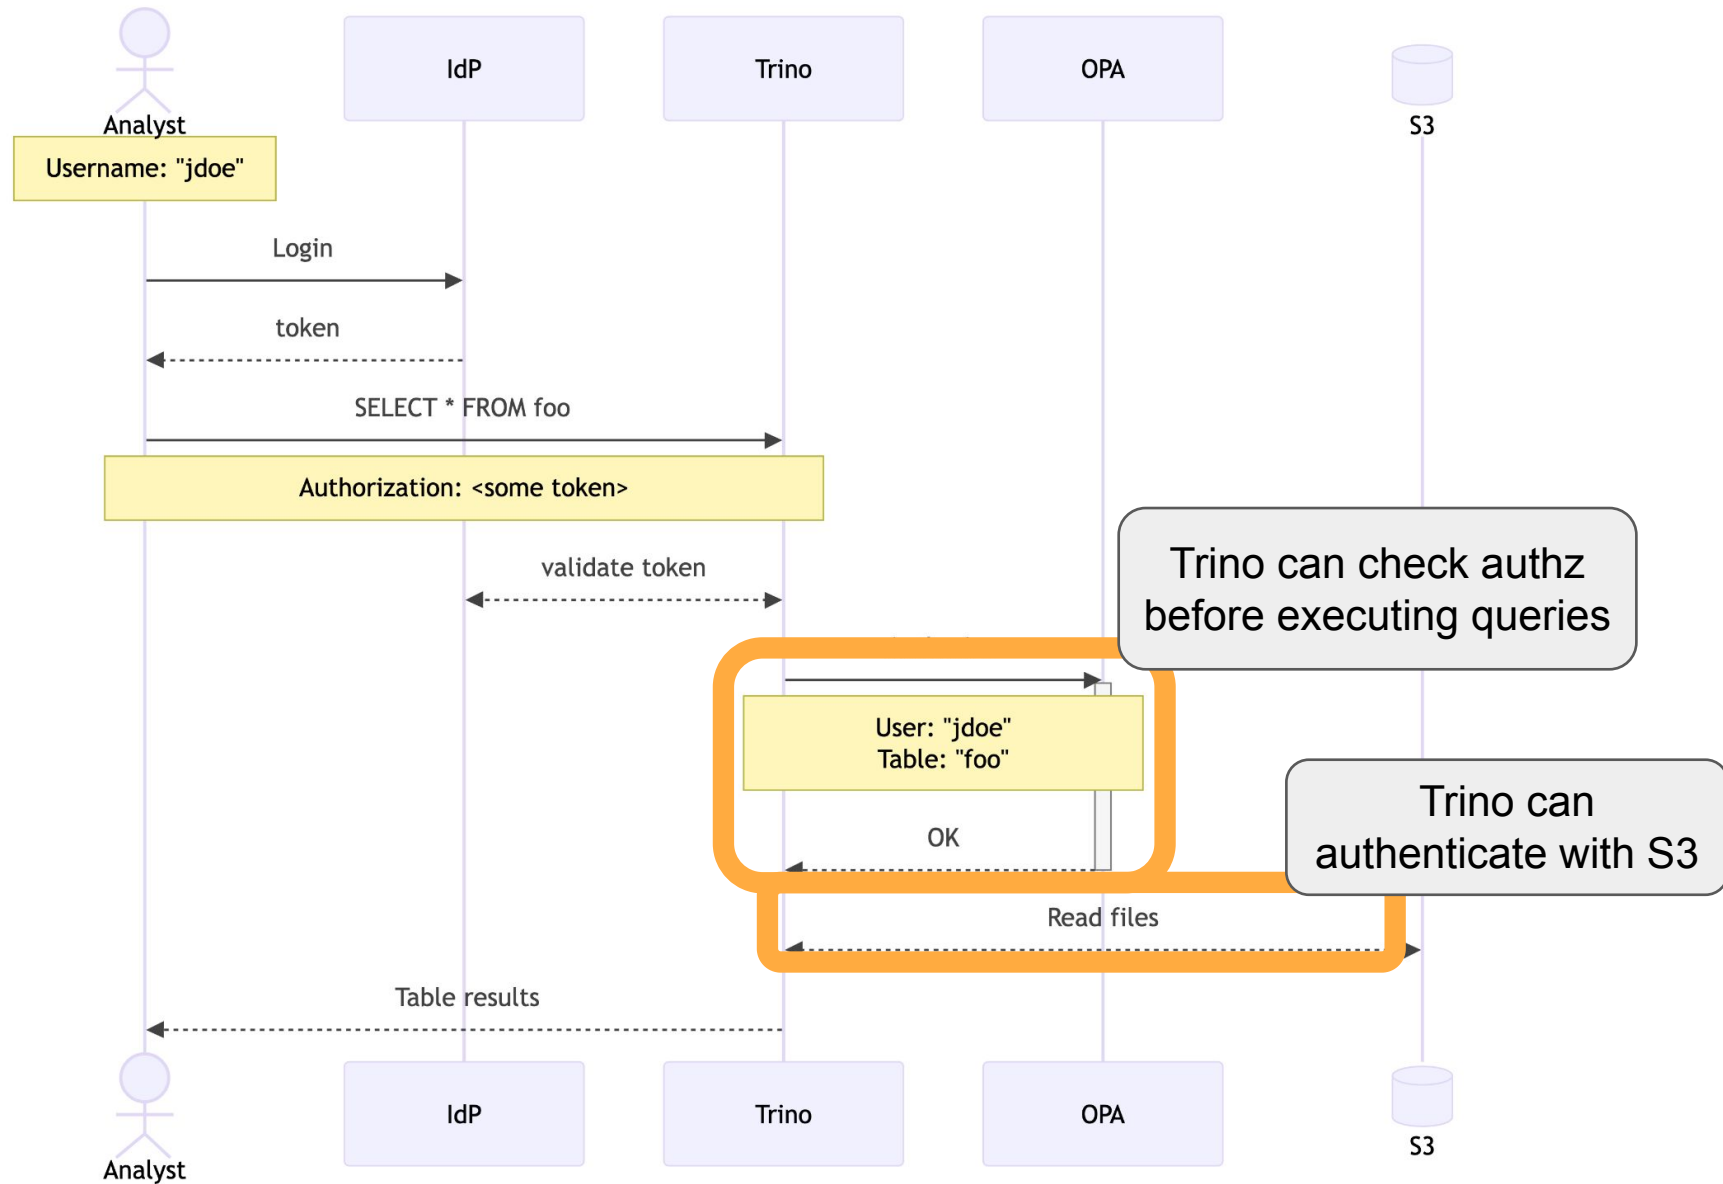 IdP
Trino
OPA
Analyst
S3
Username: "jdoe"
Login
token
SELECT * FROM foo
Authorization: <some token>
validate token
Trino can check authz
before executing queries
User: "jdoe"
Table: "foo"
Trino can
authenticate with S3
OK
Read files
Table results
IdP
Trino
OPA
Analyst
S3